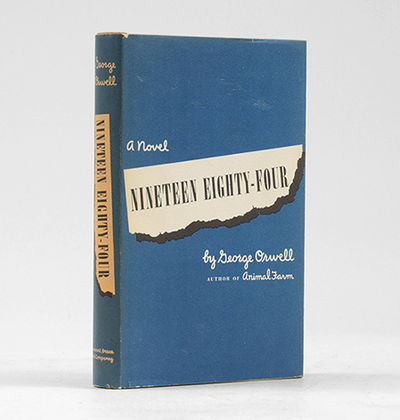 George
Orwell
NINETEEN EIGHTY-FOUR
A Novel
NINETEEN EIGHTY-FOUR
by George Orwell
AUTHOR OF Animal Farm